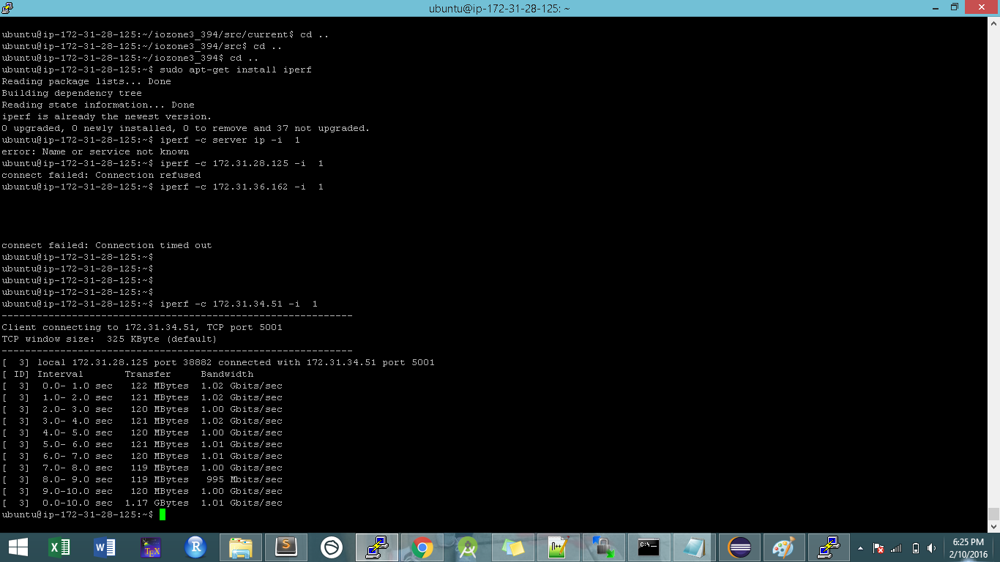 ubuntu@ip-172-31-28-125: ~
ubuntu@ip-172-31-28-125:~/iozone3_394/src/current$ cd ..
ubuntu@ip-172-31-28-125:~/iozone3_394/src$ cd ..
ubuntu@ip-172-31-28-125:~/iozone3_394$ cd ..
ubuntu@ip-172-31-28-125:~$ sudo apt-get install iperf
Reading package lists... Done
Building dependency tree
Reading state information... Done
iperf is already the newest version.
0 upgraded, 0 newly installed, 0 to remove and 37 not upgraded.
ubuntu@ip-172-31-28-125:~$ iperf -c server ip -i  1
error: Name or service not known
ubuntu@ip-172-31-28-125:~$ iperf -c 172.31.28.125 -i  1
connect failed: Connection refused
ubuntu@ip-172-31-28-125:~$ iperf -c 172.31.36.162 -i  1
connect failed: Connection timed out
ubuntu@ip-172-31-28-125:~$
ubuntu@ip-172-31-28-125:~$
ubuntu@ip-172-31-28-125:~$
ubuntu@ip-172-31-28-125:~$
ubuntu@ip-172-31-28-125:~$ iperf -c 172.31.34.51 -i  1
------------------------------------------------------------
Client connecting to 172.31.34.51, TCP port 5001
TCP window size:  325 KByte (default)
------------------------------------------------------------
[  3] local 172.31.28.125 port 38882 connected with 172.31.34.51 port 5001
[ ID] Interval       Transfer     Bandwidth
[  3]  0.0- 1.0 sec   122 MBytes  1.02 Gbits/sec
[  3]  1.0- 2.0 sec   121 MBytes  1.02 Gbits/sec
[  3]  2.0- 3.0 sec   120 MBytes  1.00 Gbits/sec
[  3]  3.0- 4.0 sec   121 MBytes  1.02 Gbits/sec
[  3]  4.0- 5.0 sec   120 MBytes  1.00 Gbits/sec
[  3]  5.0- 6.0 sec   121 MBytes  1.01 Gbits/sec
[  3]  6.0- 7.0 sec   120 MBytes  1.01 Gbits/sec
[  3]  7.0- 8.0 sec   119 MBytes  1.00 Gbits/sec
[  3]  8.0- 9.0 sec   119 MBytes   995 Mbits/sec
[  3]  9.0-10.0 sec   120 MBytes  1.00 Gbits/sec
[  3]  0.0-10.0 sec  1.17 GBytes  1.01 Gbits/sec
ubuntu@ip-172-31-28-125:~$
6:25 PM
2/10/2016